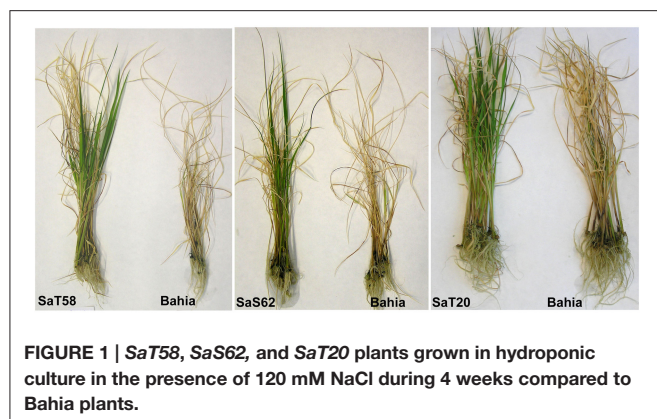 SaT58 Bahia SaS62 Bahia SaT20 Bahia
FIGURE 1 | SaT58, SaS62, and SaT20 plants grown in hydroponic
culture in the presence of 120 mM NaCl during 4 weeks compared to
Bahia plants.